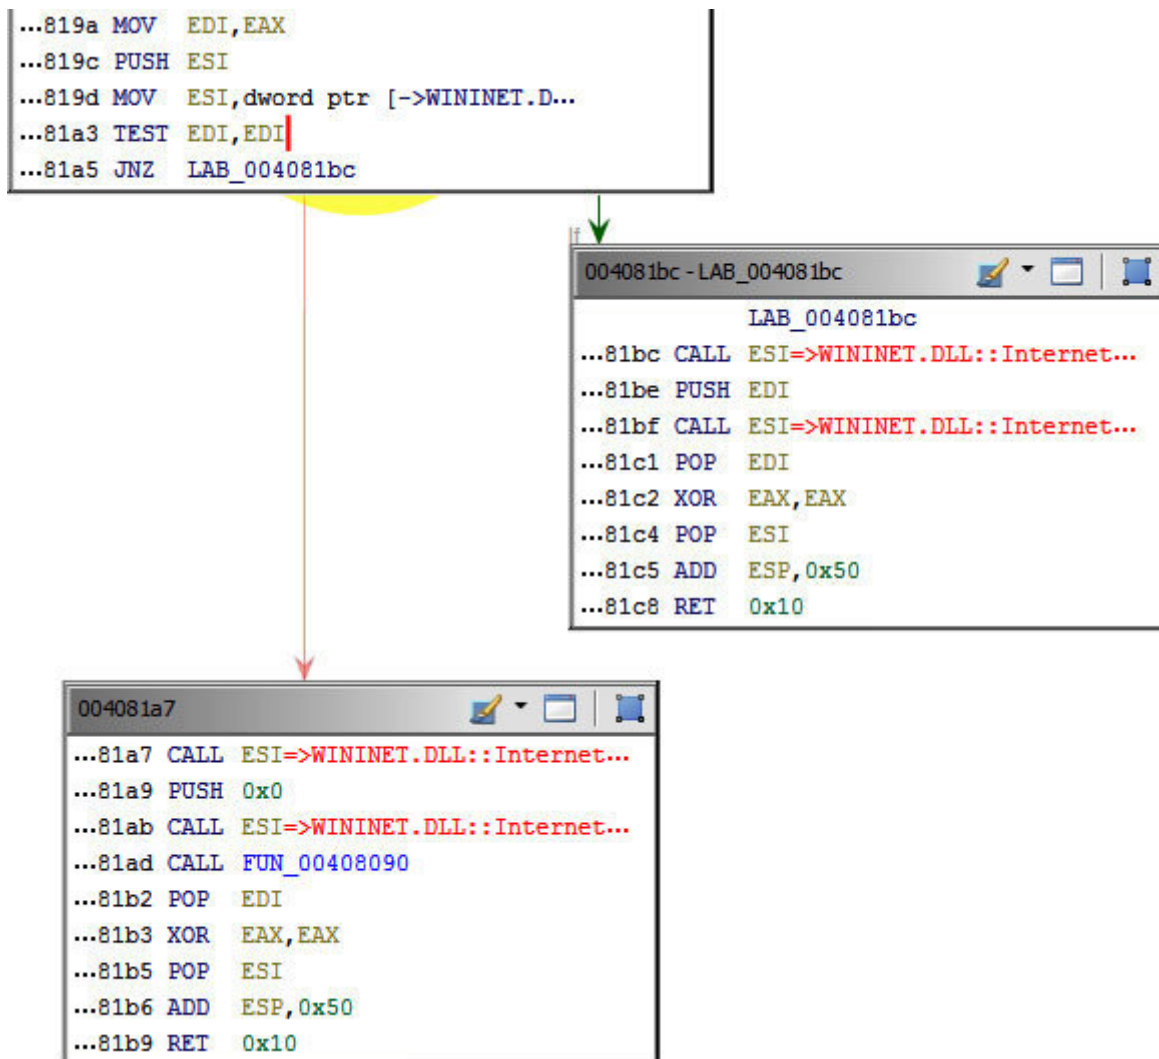 ...819a MOV EDI,EAX
...819c PUSH ESI
...819d MOV ESI,dword ptr [->WININET.D...
...81a3 TEST EDI,EDI
...81a5 JNZ LAB_004081bc
004081bc - LAB_004081bc
LAB_004081bc
...81bc CALL ESI=>WININET.DLL::Internet...
...81be PUSH EDI
...81bf CALL ESI=>WININET.DLL::Internet...
...81c1 POP EDI
...81c2 XOR EAX,EAX
...81c4 POP ESI
...81c5 ADD ESP,0x50
...81c8 RET 0x10
004081a7
...81a7 CALL ESI=>WININET.DLL::Internet...
...81a9 PUSH 0x0
...81ab CALL ESI=>WININET.DLL::Internet...
...81ad CALL FUN_00408090
...81b2 POP EDI
...81b3 XOR EAX,EAX
...81b5 POP ESI
...81b6 ADD ESP,0x50
...81b9 RET 0x10